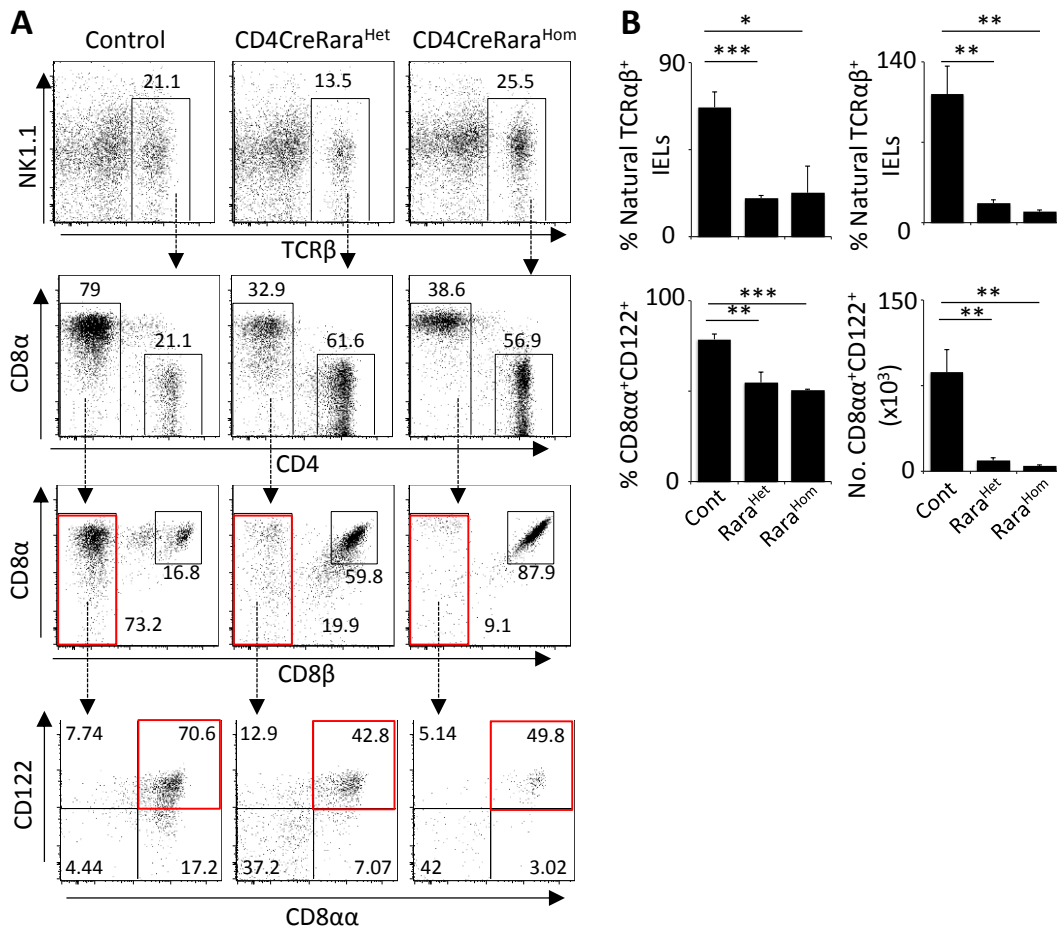 A
Control
CD4CreRara^Het
CD4CreRara^Hom
21.1
13.5
25.5
NK1.1
TCRβ
79
32.9
38.6
21.1
61.6
56.9
CD8α
CD4
CD8α
16.8
59.8
87.9
73.2
19.9
9.1
CD8β
7.74
70.6
12.9
42.8
5.14
49.8
CD122
4.44
17.2
37.2
7.07
42
3.02
CD8αα
B
*
***
90
0
% Natural TCRαβ⁺
IELs
**
**
140
0
% Natural TCRαβ⁺
IELs
***
**
100
0
% CD8αα⁺CD122⁺
Cont
Rara^Het
Rara^Hom
**
**
150
0
No. CD8αα⁺CD122⁺
(x10³)
Cont
Rara^Het
Rara^Hom